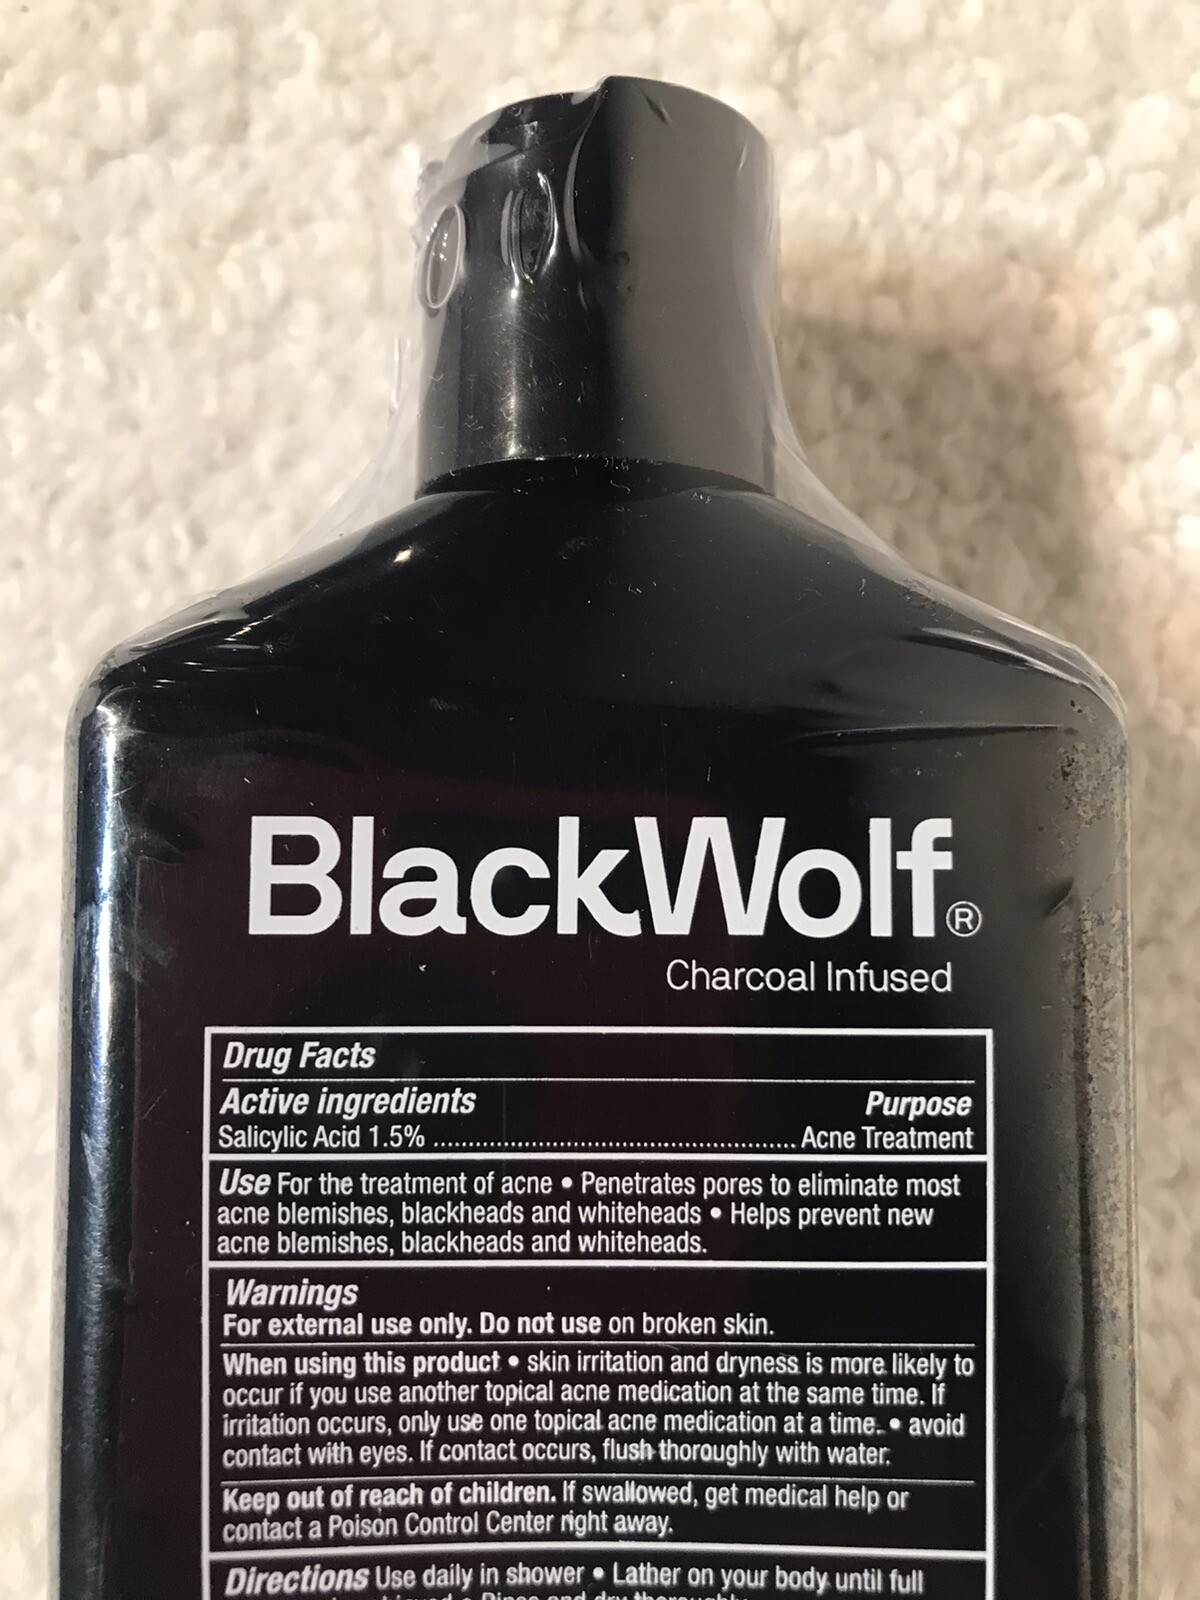 BlackWolf®
Charcoal Infused
Drug Facts
Active ingredients Purpose
Salicylic Acid 1.5% .................................................... Acne Treatment
Use For the treatment of acne • Penetrates pores to eliminate most
acne blemishes, blackheads and whiteheads • Helps prevent new
acne blemishes, blackheads and whiteheads.
Warnings
For external use only. Do not use on broken skin.
When using this product • skin irritation and dryness is more likely to
occur if you use another topical acne medication at the same time. If
irritation occurs, only use one topical acne medication at a time. • avoid
contact with eyes. If contact occurs, flush thoroughly with water.
Keep out of reach of children. If swallowed, get medical help or
contact a Poison Control Center right away.
Directions Use daily in shower • Lather on your body until full
• Rinse and dry thoroughly